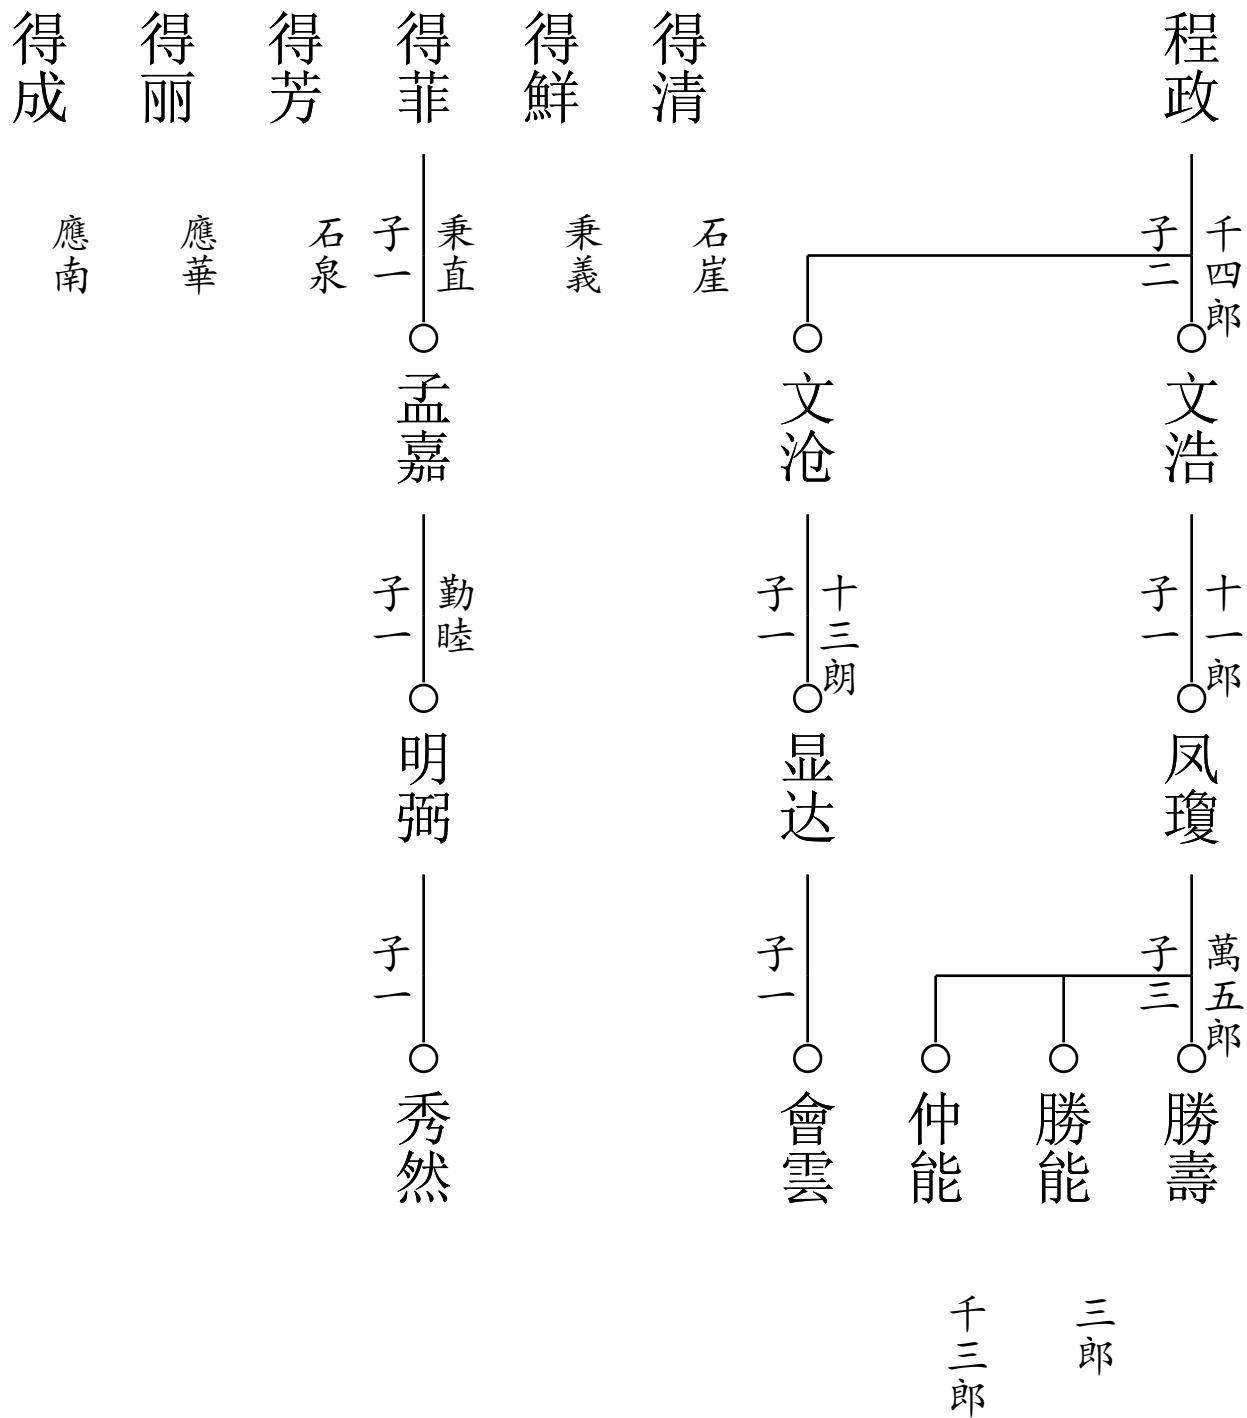 程政
得清
得鮮
得菲
得芳
得丽
得成
千四郎
子二
石崖
秉義
秉直
子一
石泉
應華
應南
文浩
文沧
孟嘉
十一郎
子一
十三朗
子一
勤睦
子一
凤瓊
显达
明弼
萬五郎
子三
子一
子一
勝壽
勝能
仲能
會雲
秀然
三郎
千三郎